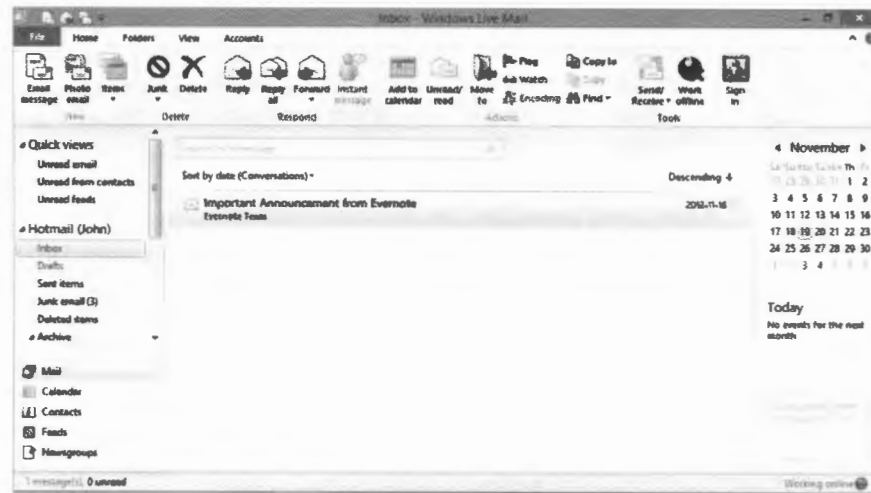 Inbox - Windows Live Mail
File Home Folders View Accounts
Email message
Photo email
Items
New
Junk
Delete
Delete
Reply
Reply all
Forward
Instant message
Respond
Add to calendar
Unread/ read
Move to
Flag
Watch
Encoding
Copy to
Copy
Find
Actions
Send/ Receive
Work offline
Sign in
Tools
Quick views
Unread email
Unread from contacts
Unread feeds
Hotmail (John)
Inbox
Drafts
Sent items
Junk email (3)
Deleted items
Archive
Mail
Calendar
Contacts
Feeds
Newsgroups
Sort by date (Conversations)
Descending
Important Announcement from Evernote
Evernote Team
November
Th
1 2
3 4 5 6 7 8 9
10 11 12 13 14 15 16
17 18 19 20 21 22 23
24 25 26 27 28 29 30
3 4
Today
No events for the next month
1 message(s), 0 unread
Working online